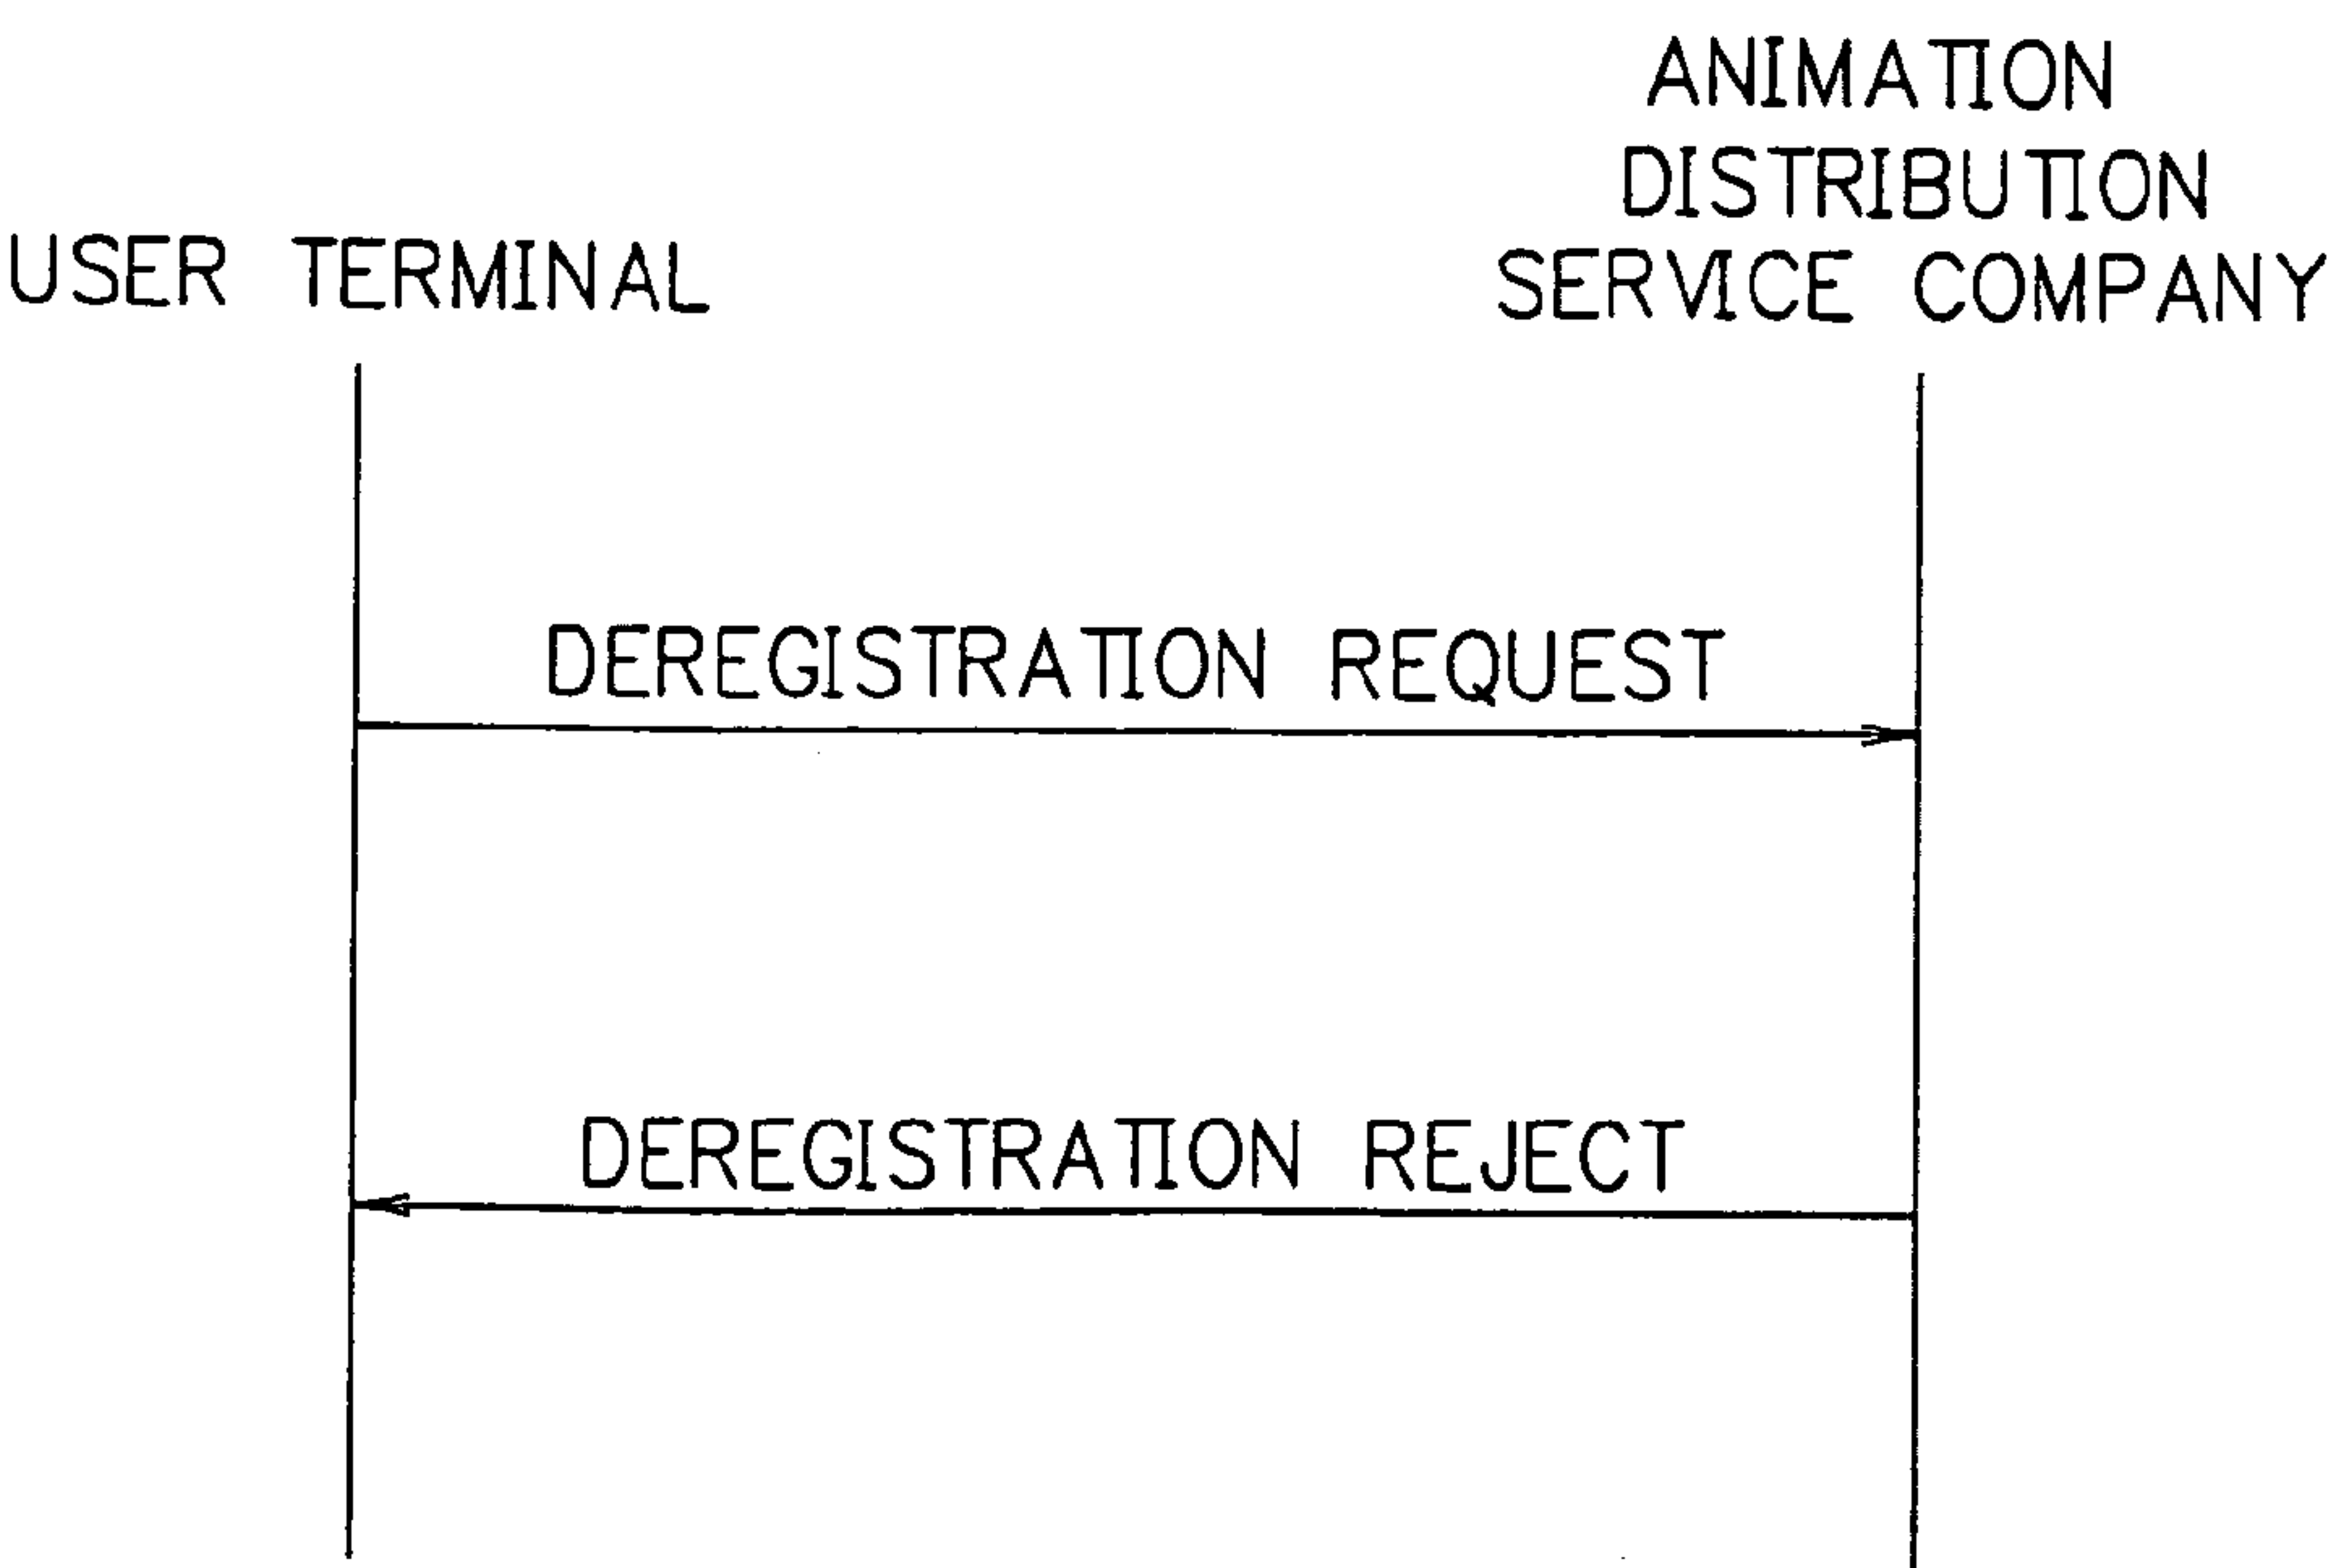 USER TERMINAL
ANIMATION
DISTRIBUTION
SERVICE COMPANY
DEREGISTRATION REQUEST
DEREGISTRATION REJECT